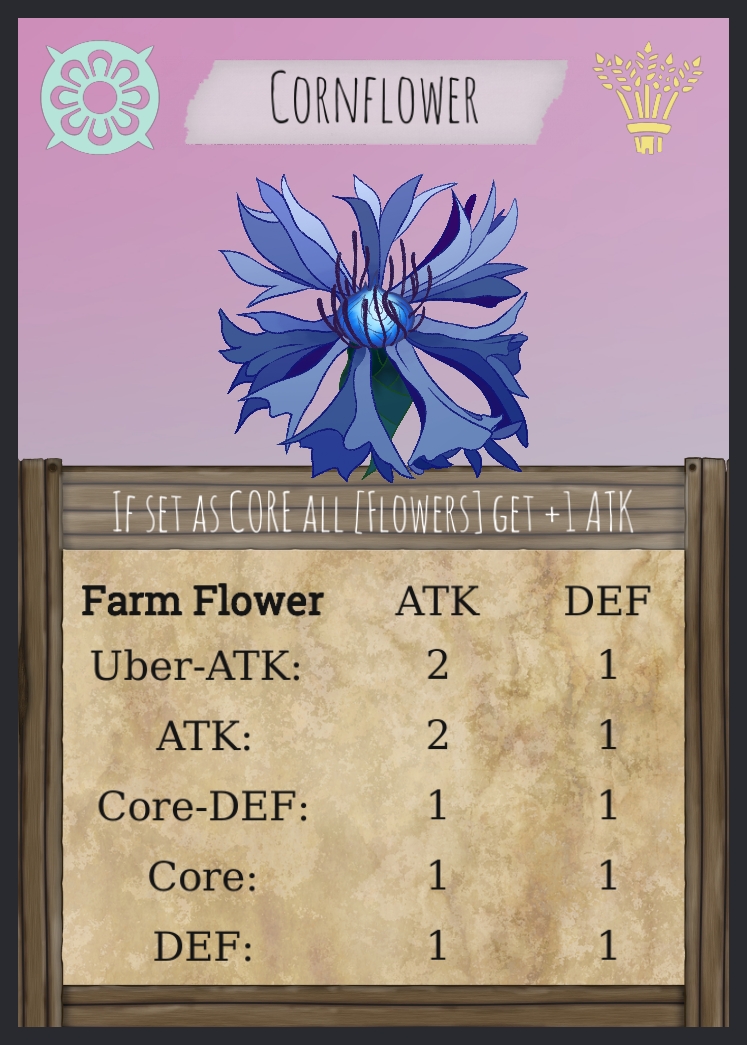 Cornflower
If set as CORE all [Flowers] get +1 ATK
Farm Flower ATK DEF
Uber-ATK: 2 1
ATK: 2 1
Core-DEF: 1 1
Core: 1 1
DEF: 1 1